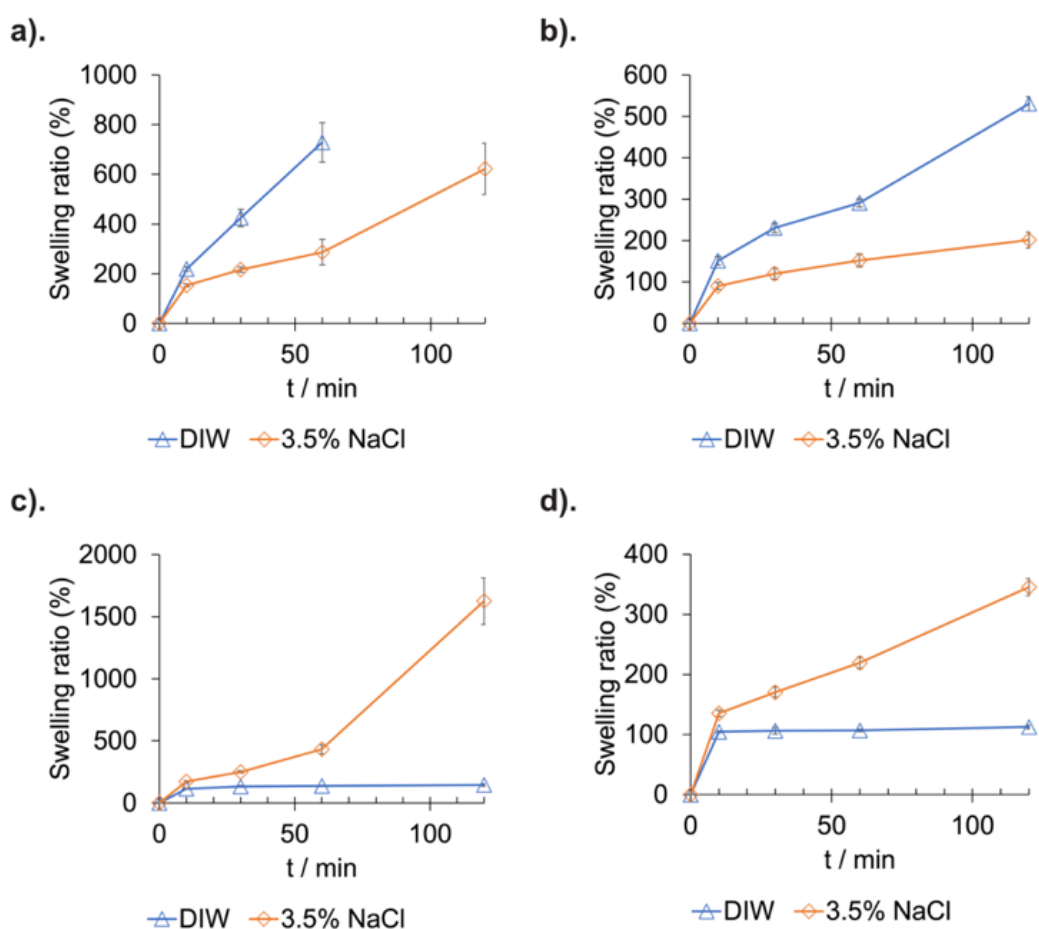 a).
Swelling ratio (%)
1000
800
600
400
200
0
0 50 100
t / min
DIW 3.5% NaCl
b).
Swelling ratio (%)
600
500
400
300
200
100
0
0 50 100
t / min
DIW 3.5% NaCl
c).
Swelling ratio (%)
2000
1500
1000
500
0
0 50 100
t / min
DIW 3.5% NaCl
d).
Swelling ratio (%)
400
300
200
100
0
0 50 100
t / min
DIW 3.5% NaCl